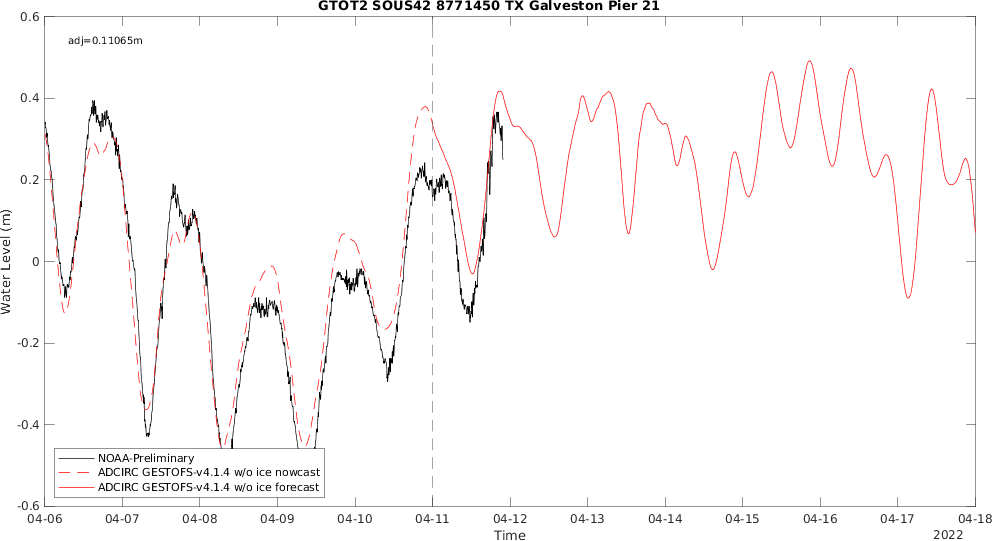 GTOT2 SOUS42 8771450 TX Galveston Pier 21
adj=0.11065m
Water Level (m)
0.6
0.4
0.2
0
-0.2
-0.4
-0.6
NOAA-Preliminary
ADCIRC GESTOFS-v4.1.4 w/o ice nowcast
ADCIRC GESTOFS-v4.1.4 w/o ice forecast
04-06 04-07 04-08 04-09 04-10 04-11 04-12 04-13 04-14 04-15 04-16 04-17 04-18
Time
2022